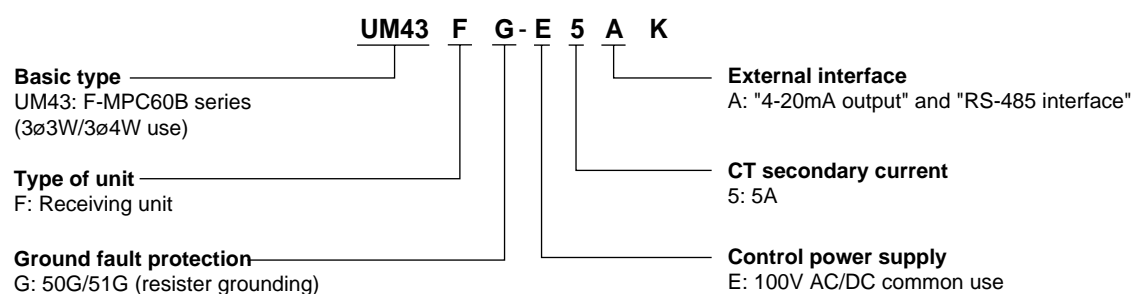 UM43 F G - E 5 A K
Basic type
UM43: F-MPC60B series
(3ø3W/3ø4W use)
Type of unit
F: Receiving unit
Ground fault protection
G: 50G/51G (resister grounding)
External interface
A: "4-20mA output" and "RS-485 interface"
CT secondary current
5: 5A
Control power supply
E: 100V AC/DC common use